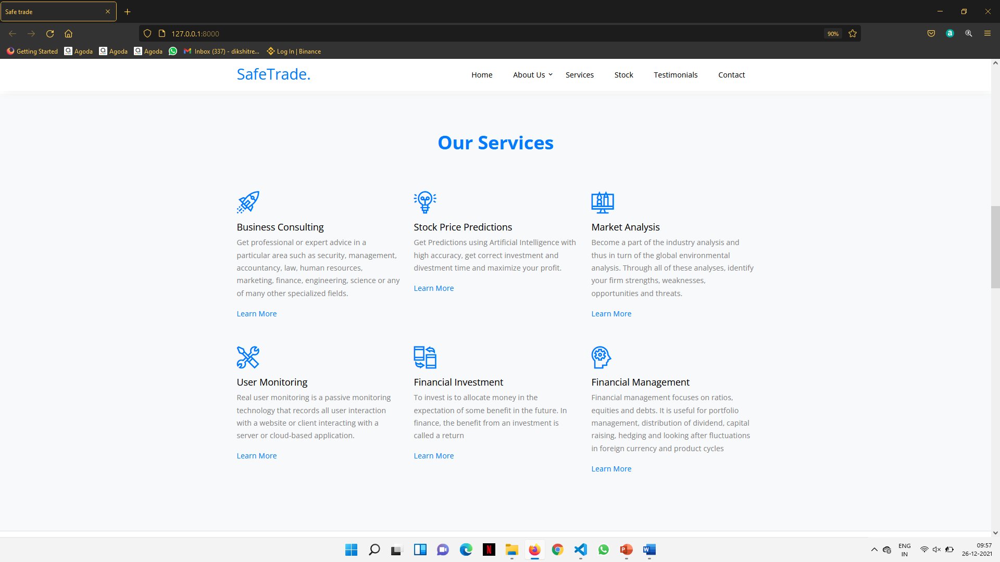 Safe trade
127.0.0.1:8000
90%
Getting Started
Agoda
Agoda
Agoda
Inbox (337) - dikshitre...
Log In | Binance
SafeTrade.
Home
About Us
Services
Stock
Testimonials
Contact
Our Services
Business Consulting
Get professional or expert advice in a
particular area such as security, management,
accountancy, law, human resources,
marketing, finance, engineering, science or any
of many other specialized fields.
Learn More
Stock Price Predictions
Get Predictions using Artificial Intelligence with
high accuracy, get correct investment and
divestment time and maximize your profit.
Learn More
Market Analysis
Become a part of the industry analysis and
thus in turn of the global environmental
analysis. Through all of these analyses, identify
your firm strengths, weaknesses,
opportunities and threats.
Learn More
User Monitoring
Real user monitoring is a passive monitoring
technology that records all user interaction
with a website or client interacting with a
server or cloud-based application.
Learn More
Financial Investment
To invest is to allocate money in the
expectation of some benefit in the future. In
finance, the benefit from an investment is
called a return
Learn More
Financial Management
Financial management focuses on ratios,
equities and debts. It is useful for portfolio
management, distribution of dividend, capital
raising, hedging and looking after fluctuations
in foreign currency and product cycles
Learn More
ENG
IN
09:57
26-12-2021